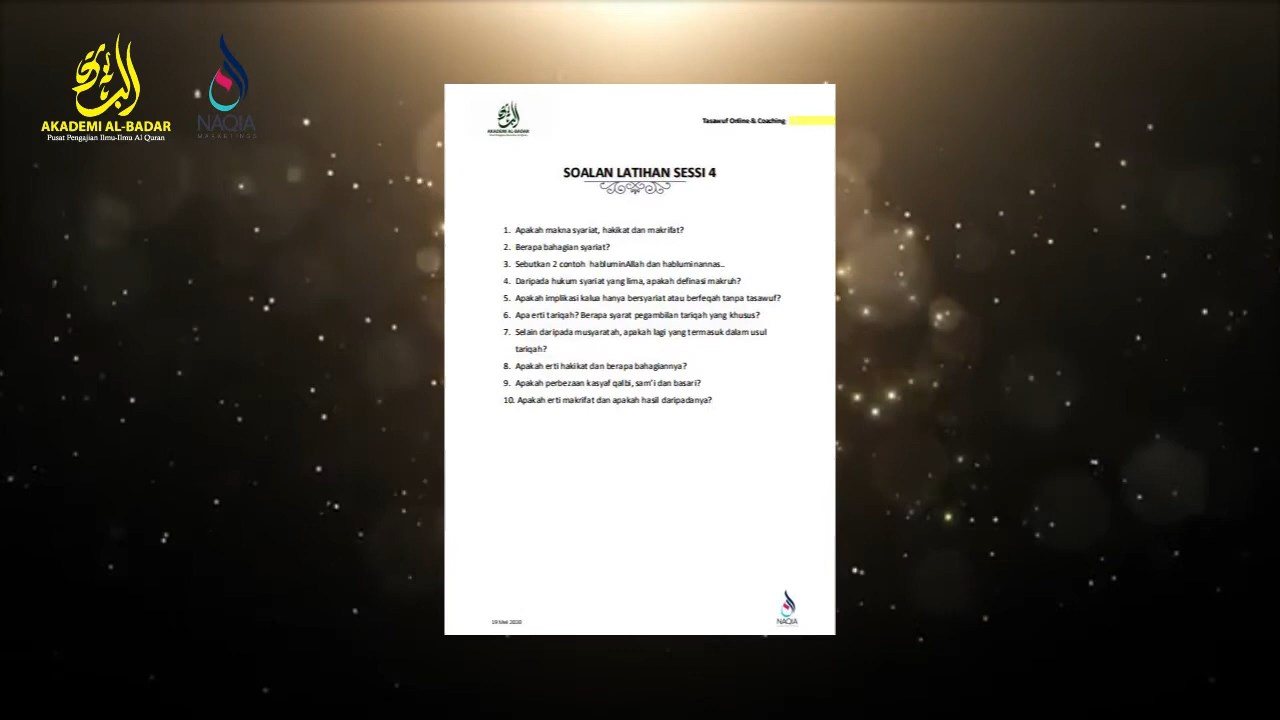 AKADEMI AL-BADAR
Pusat Pengajian Ilmu-Ilmu Al Quran
NAQIA
MARKETINGS
AKADEMI AL-BADAR
Tasawuf Online & Coaching
SOALAN LATIHAN SESSI 4
1. Apakah makna syariat, hakikat dan makrifat?
2. Berapa bahagian syariat?
3. Sebutkan 2 contoh habluminAllah dan habluminannas..
4. Daripada hukum syariat yang lima, apakah definasi makruh?
5. Apakah implikasi kalua hanya bersyariat atau berfeqah tanpa tasawuf?
6. Apa erti tariqah? Berapa syarat pegambilan tariqah yang khusus?
7. Selain daripada musyaratah, apakah lagi yang termasuk dalam usul
tariqah?
8. Apakah erti hakikat dan berapa bahagiannya?
9. Apakah perbezaan kasyaf qalbi, sam'i dan basari?
10. Apakah erti makrifat dan apakah hasil daripadanya?
19 Mei 2020
NAQIA